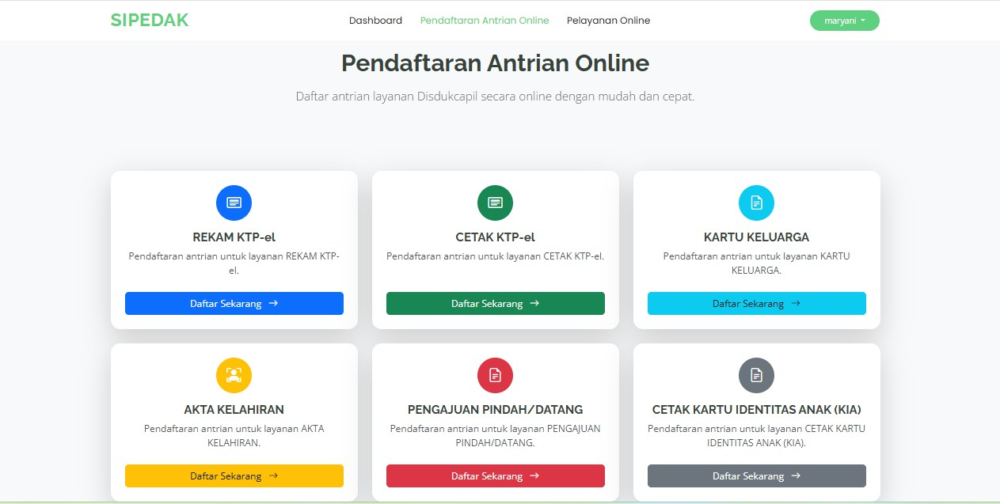 SIPEDAK
Dashboard
Pendaftaran Antrian Online
Pelayanan Online
maryani
Pendaftaran Antrian Online
Daftar antrian layanan Disdukcapil secara online dengan mudah dan cepat.
REKAM KTP-el
Pendaftaran antrian untuk layanan REKAM KTP-
el.
Daftar Sekarang →
CETAK KTP-el
Pendaftaran antrian untuk layanan CETAK KTP-el.
Daftar Sekarang →
KARTU KELUARGA
Pendaftaran antrian untuk layanan KARTU
KELUARGA.
Daftar Sekarang →
AKTA KELAHIRAN
Pendaftaran antrian untuk layanan AKTA
KELAHIRAN.
Daftar Sekarang →
PENGAJUAN PINDAH/DATANG
Pendaftaran antrian untuk layanan PENGAJUAN
PINDAH/DATANG.
Daftar Sekarang →
CETAK KARTU IDENTITAS ANAK (KIA)
Pendaftaran antrian untuk layanan CETAK KARTU
IDENTITAS ANAK (KIA).
Daftar Sekarang →